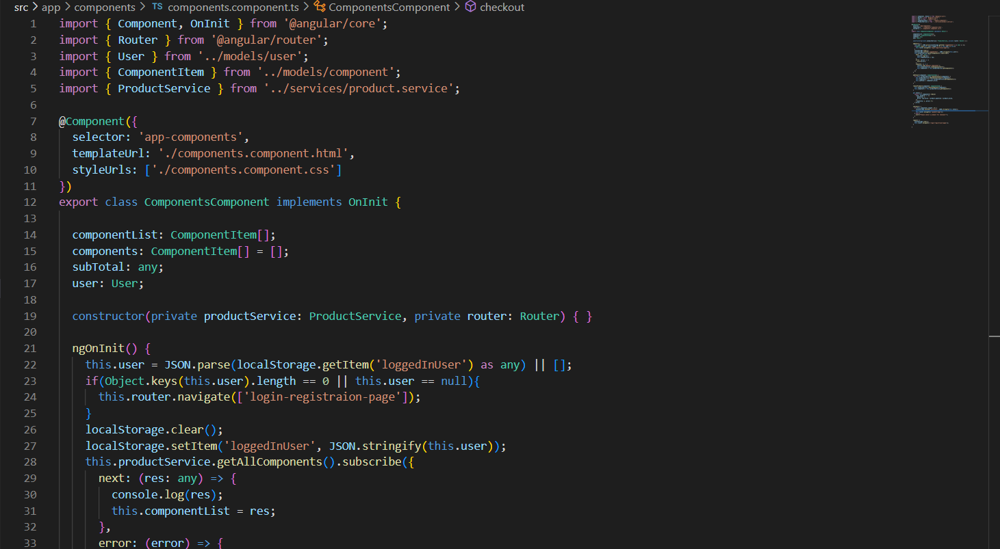 src > app > components > TS components.component.ts > ComponentsComponent > checkout
1 import { Component, OnInit } from '@angular/core';
2 import { Router } from '@angular/router';
3 import { User } from '../models/user';
4 import { ComponentItem } from '../models/component';
5 import { ProductService } from '../services/product.service';
6
7 @Component({
8   selector: 'app-components',
9   templateUrl: './components.component.html',
10   styleUrls: ['./components.component.css']
11 })
12 export class ComponentsComponent implements OnInit {
13
14   componentList: ComponentItem[];
15   components: ComponentItem[] = [];
16   subTotal: any;
17   user: User;
18
19   constructor(private productService: ProductService, private router: Router) { }
20
21   ngOnInit() {
22     this.user = JSON.parse(localStorage.getItem('loggedInUser') as any) || [];
23     if(Object.keys(this.user).length == 0 || this.user == null){
24       this.router.navigate(['login-registraion-page']);
25     }
26     localStorage.clear();
27     localStorage.setItem('loggedInUser', JSON.stringify(this.user));
28     this.productService.getAllComponents().subscribe({
29       next: (res: any) => {
30         console.log(res);
31         this.componentList = res;
32       },
33       error: (error) => {